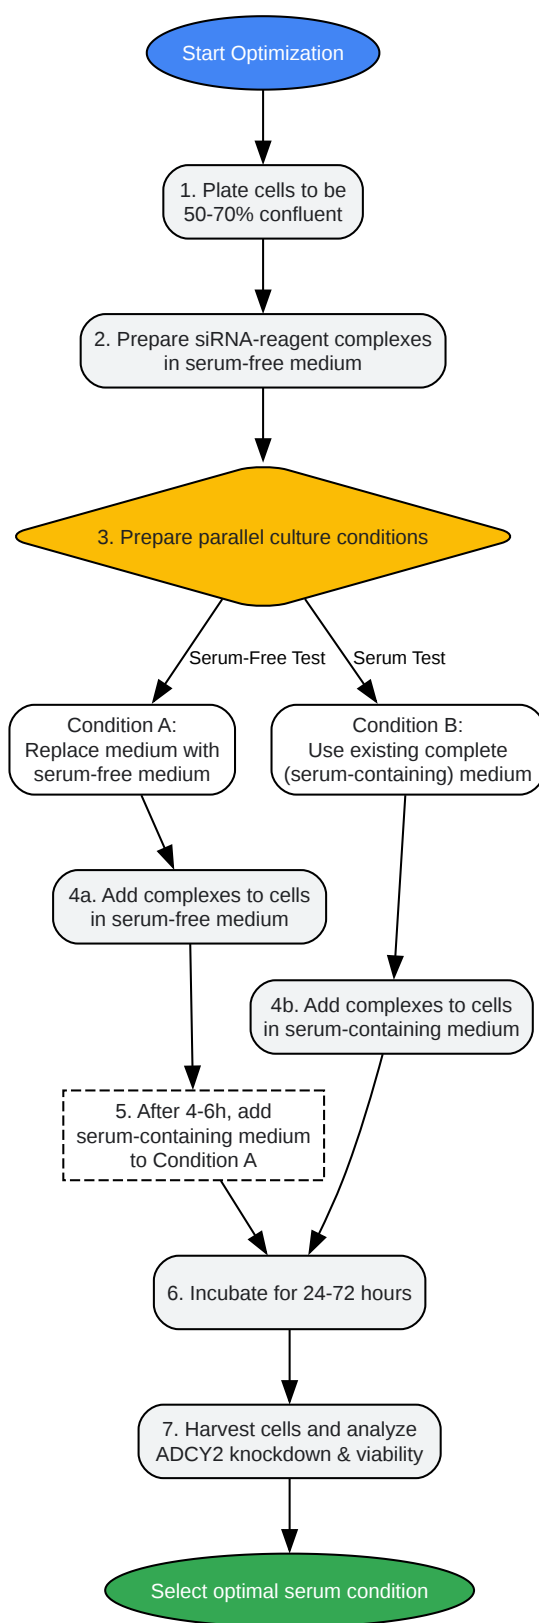 Start Optimization
1. Plate cells to be
50-70% confluent
2. Prepare siRNA-reagent complexes
in serum-free medium
3. Prepare parallel culture conditions
Serum-Free Test
Serum Test
Condition A:
Replace medium with
serum-free medium
Condition B:
Use existing complete
(serum-containing) medium
4a. Add complexes to cells
in serum-free medium
4b. Add complexes to cells
in serum-containing medium
5. After 4-6h, add
serum-containing medium
to Condition A
6. Incubate for 24-72 hours
7. Harvest cells and analyze
ADCY2 knockdown & viability
Select optimal serum condition